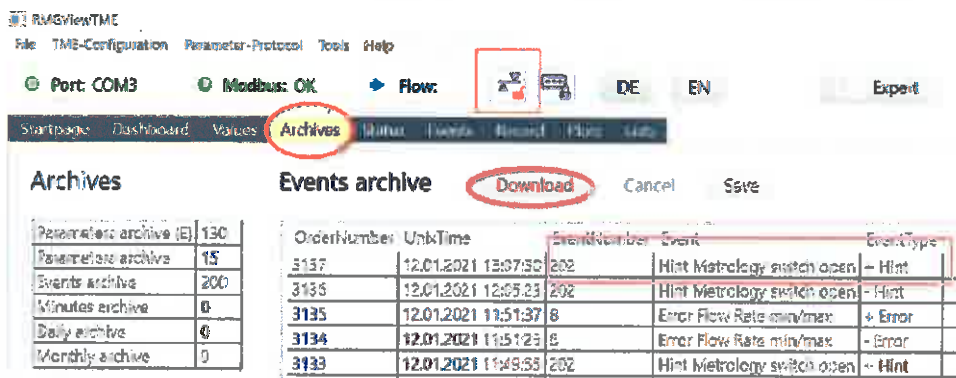 RMGViewTME
File TME-Configuration Parameter-Protocol Tools Help
Port: COM3 Modbus: OK Flow: DE EN Expert
Startpage Dashboard Values Archives Status Events Record Plots
Archives
Events archive Download Cancel Save
Parameters archive (E) 130
Parameters archive 15
Events archive 200
Minutes archive 0
Daily archive 0
Monthly archive 0
OrderNumber UnixTime EventNumber Event EventType
3137 12.01.2021 13:07:30 202 Hint Metrology switch open + Hint
3136 12.01.2021 12:05:23 202 Hint Metrology switch open - Hint
3135 12.01.2021 11:51:37 8 Error Flow Rate min/max + Error
3134 12.01.2021 11:51:23 8 Error Flow Rate min/max - Error
3133 12.01.2021 11:49:55 202 Hint Metrology switch open + Hint